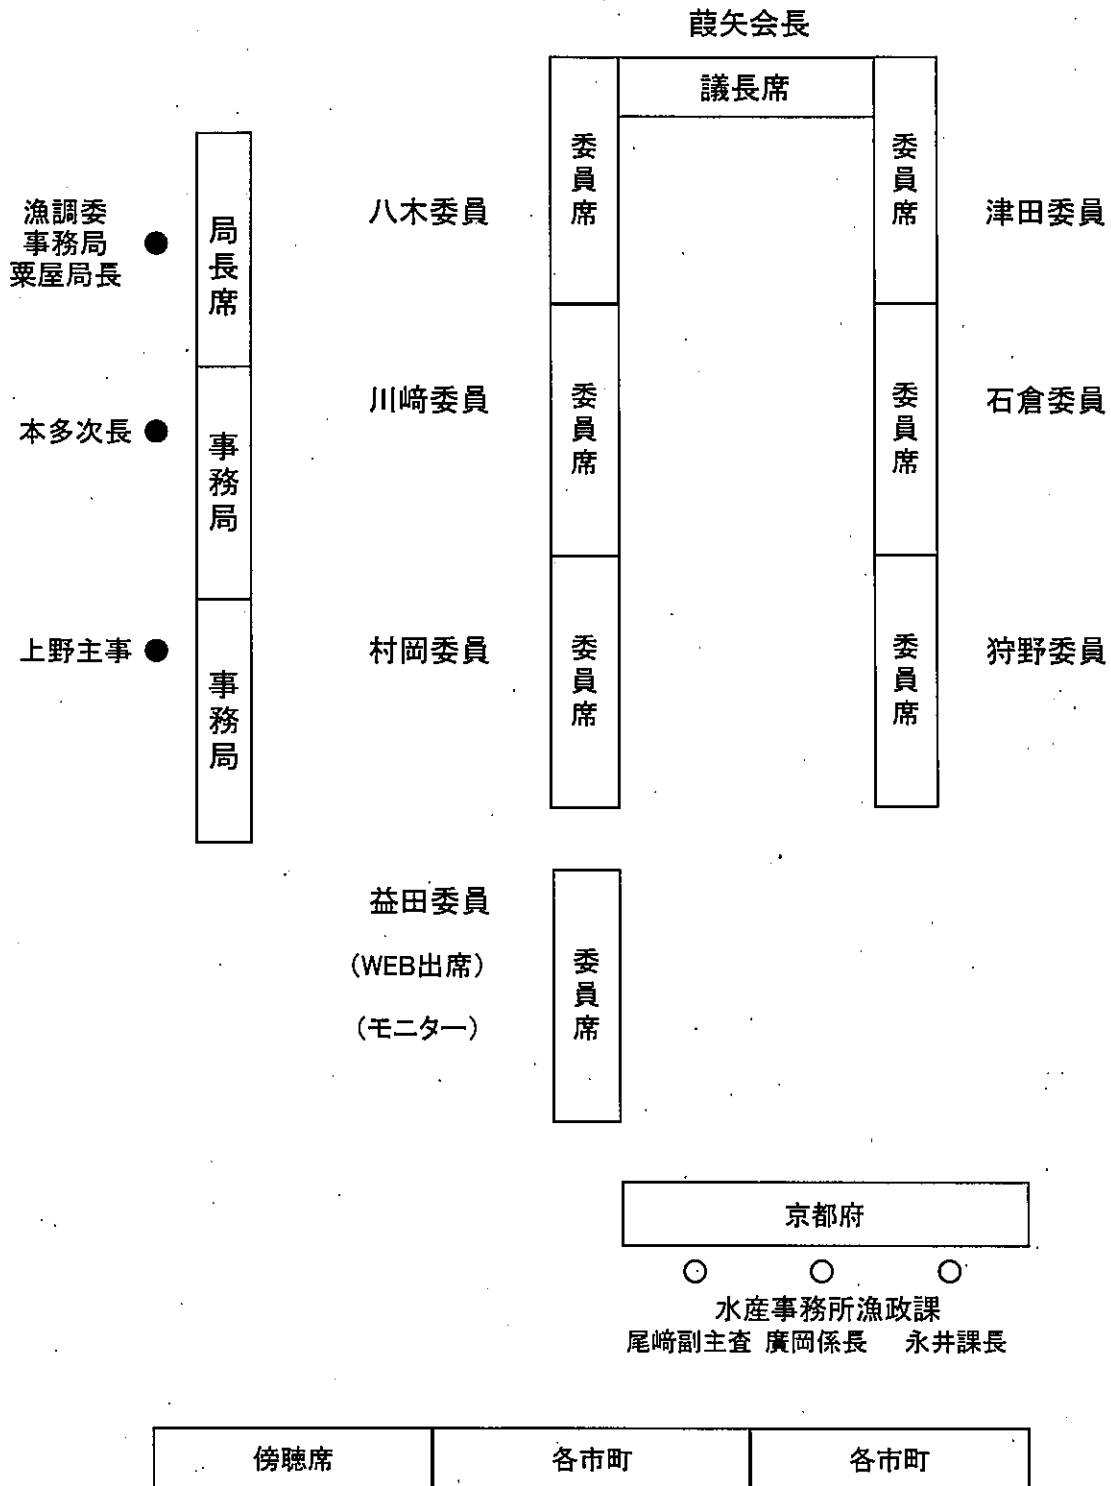 葭矢会長
議長席
委員席
委員席
漁調委
事務局
粟屋局長
局長席
八木委員
津田委員
川﨑委員
委員席
委員席
石倉委員
本多次長
事務局
上野主事
事務局
村岡委員
委員席
委員席
狩野委員
益田委員
(WEB出席)
(モニター)
委員席
京都府
水産事務所漁政課
尾﨑副主査 廣岡係長 永井課長
傍聴席
各市町
各市町